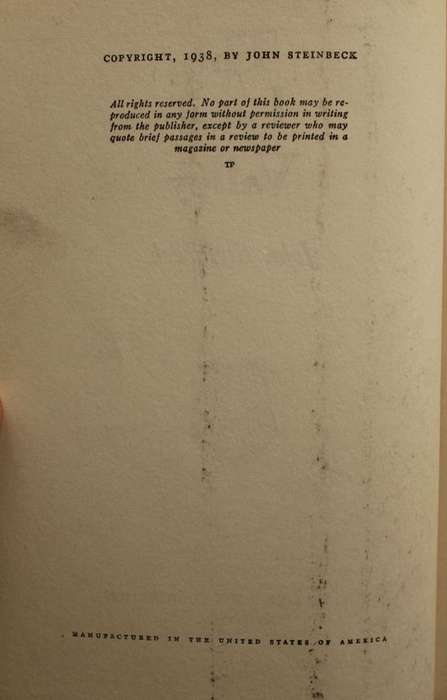 COPYRIGHT, 1938, BY JOHN STEINBECK
All rights reserved. No part of this book may be re-
produced in any form without permission in writing
from the publisher, except by a reviewer who may
quote brief passages in a review to be printed in a
magazine or newspaper
TP
MANUFACTURED IN THE UNITED STATES OF AMERICA